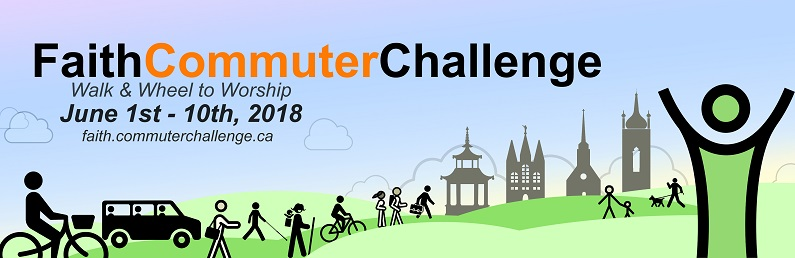 FaithCommuterChallenge
Walk & Wheel to Worship
June 1st - 10th, 2018
faith.commuterchallenge.ca